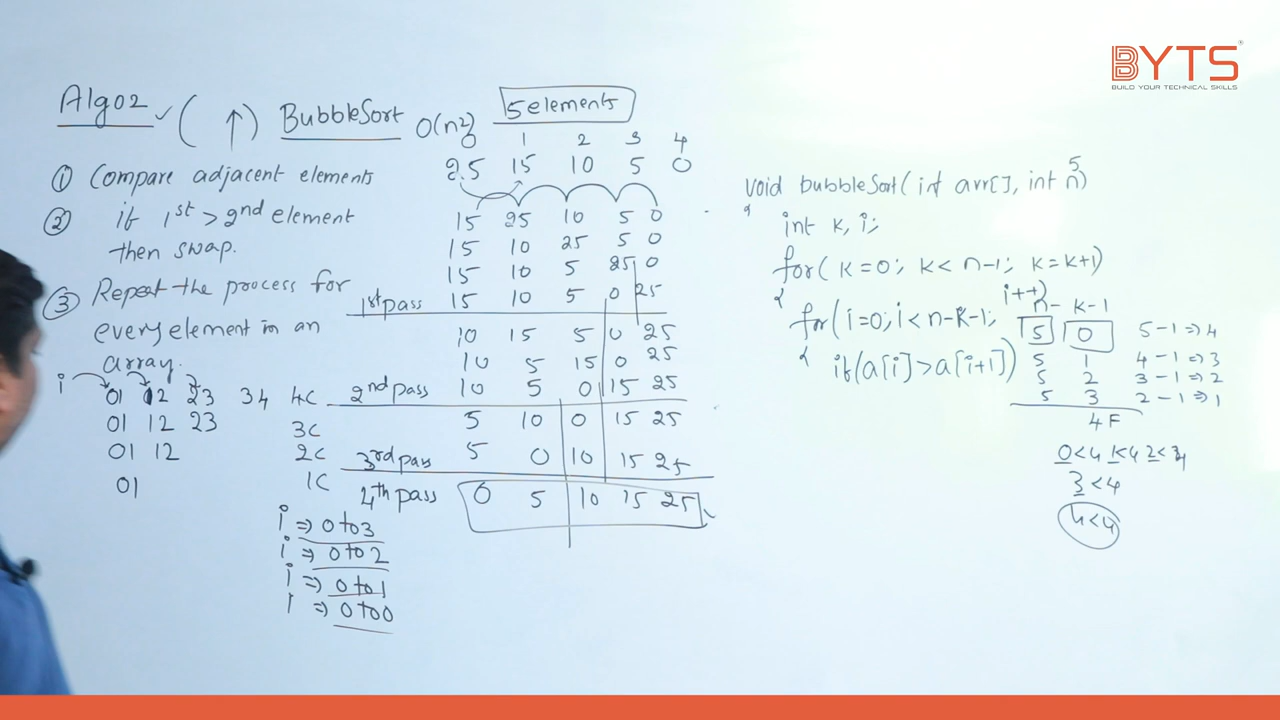 BYTS
BUILD YOUR TECHNICAL SKILLS
Algo2 ✓ (↑) BubbleSort O(n²) 5 elements
0 1 2 3 4
25 15 10 5 0
① Compare adjacent elements
② if 1st > 2nd element
then swap.
③ Repeat the process for
every element in an
array.
15 25 10 5 0
15 10 25 5 0
15 10 5 25 0
1st pass 15 10 5 0 25
10 15 5 0 25
10 5 15 0 25
2nd pass 10 5 0 15 25
5 10 0 15 25
3rd pass 5 0 10 15 25
4th pass 0 5 10 15 25
i
01 12 23 34 4C
01 12 23 3C
01 12 2C
01 1C
i ⇒ 0 to 3
i ⇒ 0 to 2
i ⇒ 0 to 1
i ⇒ 0 to 0
void bubbleSort(int arr[], int n)
5
{
int k, i;
for(k=0; k<n-1; k=k+1)
{
for(i=0; i<n-k-1; i++)
{
if(a[i]>a[i+1])
n- k-1
5 0 5-1⇒4
5 1 4-1⇒3
5 2 3-1⇒2
5 3 2-1⇒1
4F
0<4 1<4 2<4
3<4
4<4